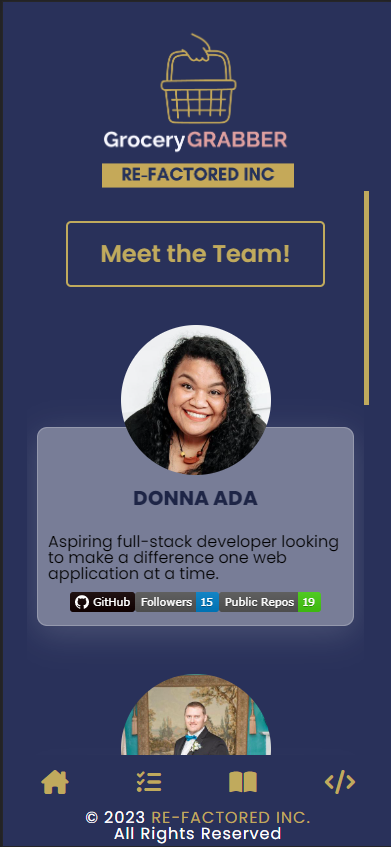 GroceryGRABBER
RE-FACTORED INC
Meet the Team!
DONNA ADA
Aspiring full-stack developer looking
to make a difference one web
application at a time.
GitHub Followers 15 Public Repos 19
© 2023 RE-FACTORED INC.
All Rights Reserved